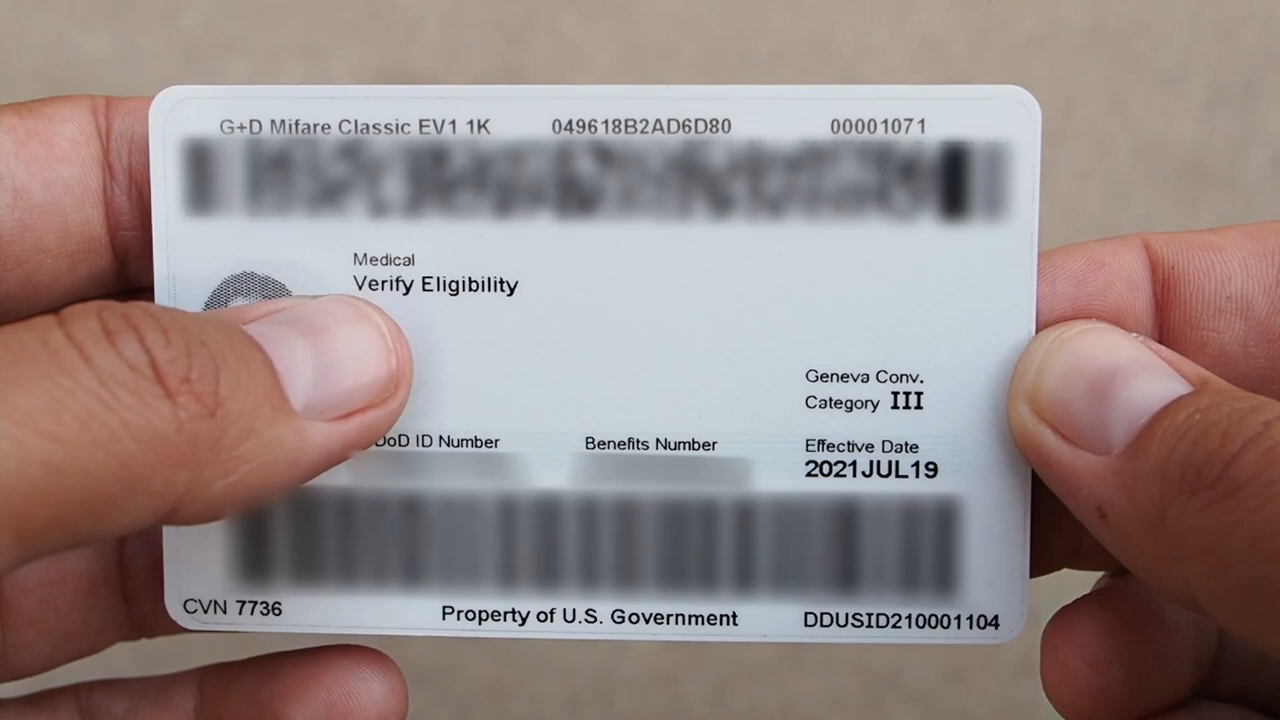 G+D Mifare Classic EV1 1K 049618B2AD6D80 00001071
Medical
Verify Eligibility
Geneva Conv.
Category III
DoD ID Number Benefits Number Effective Date
2021JUL19
CVN 7736 Property of U.S. Government DDUSID210001104